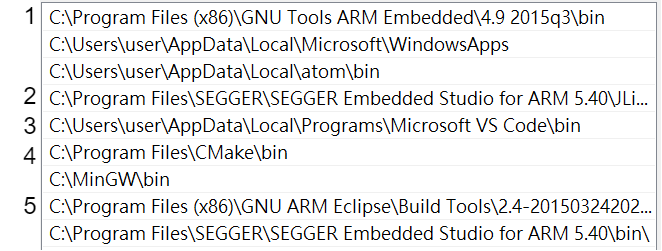 1 C:\Program Files (x86)\GNU Tools ARM Embedded\4.9 2015q3\bin
C:\Users\user\AppData\Local\Microsoft\WindowsApps
C:\Users\user\AppData\Local\atom\bin
2 C:\Program Files\SEGGER\SEGGER Embedded Studio for ARM 5.40\JLi...
3 C:\Users\user\AppData\Local\Programs\Microsoft VS Code\bin
4 C:\Program Files\CMake\bin
C:\MinGW\bin
5 C:\Program Files (x86)\GNU ARM Eclipse\Build Tools\2.4-20150324202...
C:\Program Files\SEGGER\SEGGER Embedded Studio for ARM 5.40\bin\